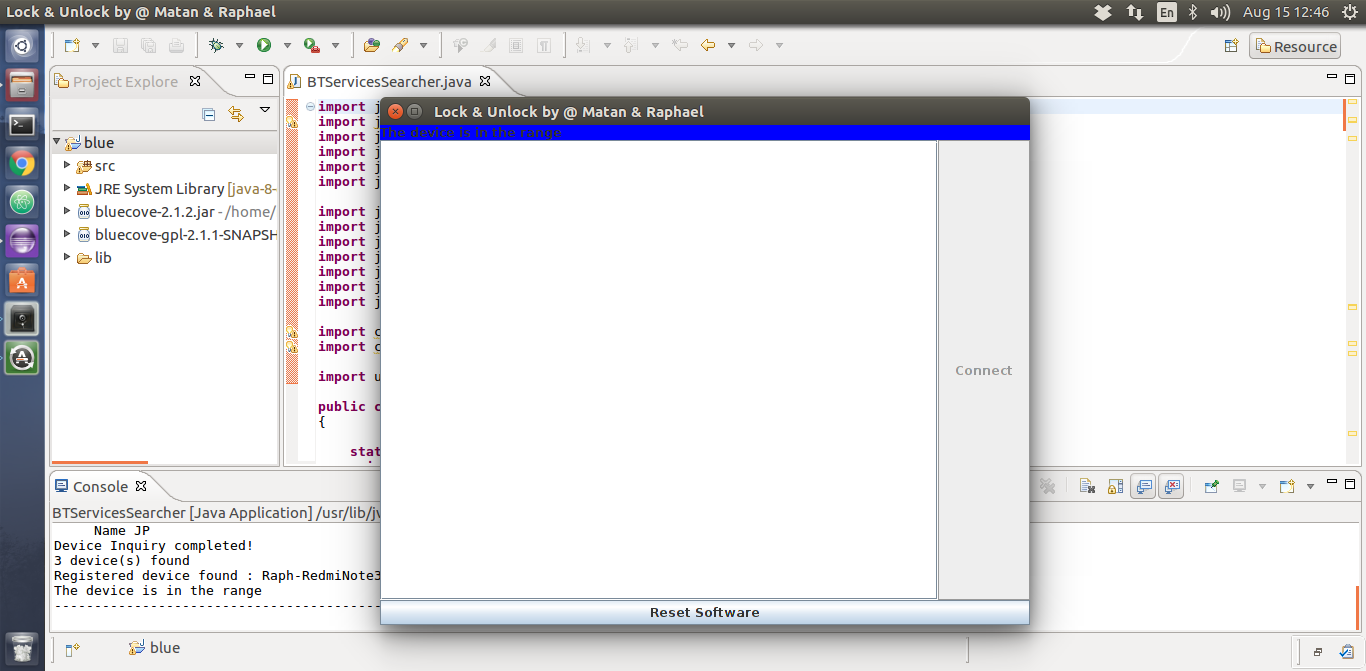 Lock & Unlock by @ Matan & Raphael
En
Aug 15 12:46
Resource
Project Explore
BTServicesSearcher.java
blue
src
JRE System Library [java-8-
bluecove-2.1.2.jar - /home/
bluecove-gpl-2.1.1-SNAPSH
lib
import j
import j
import j
import j
import j
import j
import j
import j
import j
import j
import j
import j
import j
import c
import c
import u
public c
{
stat
Lock & Unlock by @ Matan & Raphael
The device is in the range
Connect
Reset Software
Console
BTServicesSearcher [Java Application] /usr/lib/jv
Name JP
Device Inquiry completed!
3 device(s) found
Registered device found : Raph-RedmiNote3
The device is in the range
------------------------------------------
blue